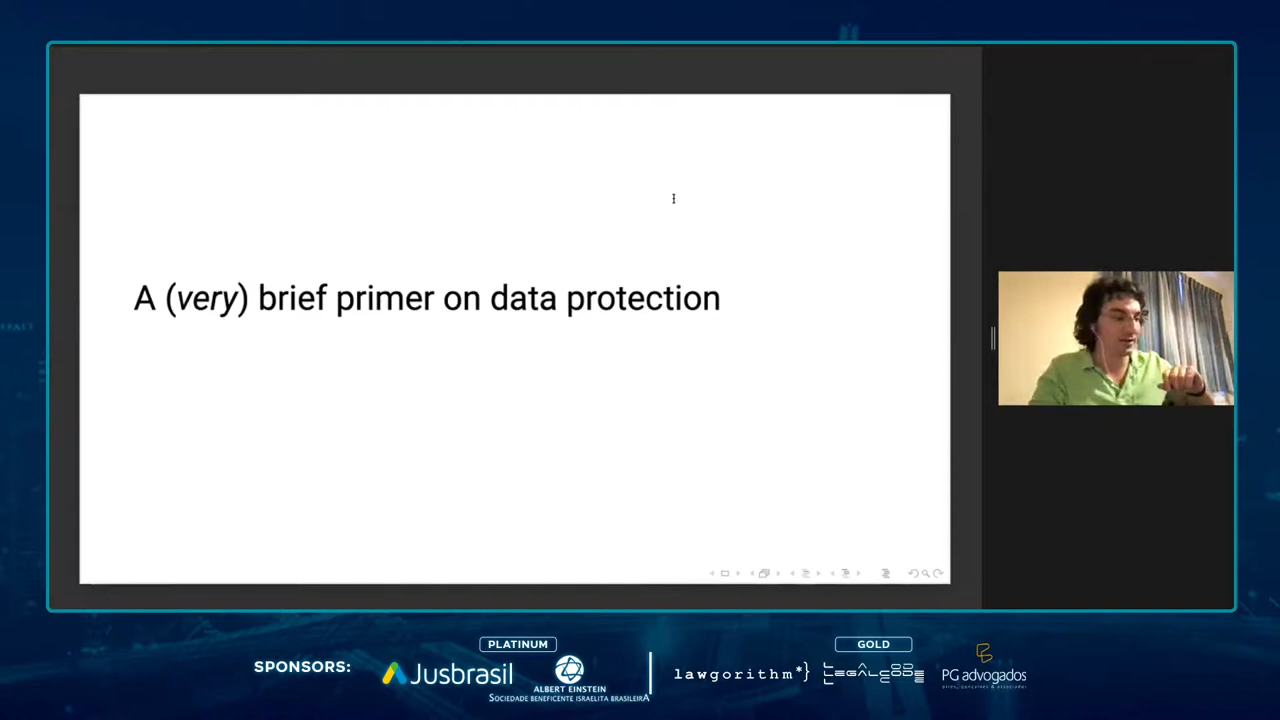 A (very) brief primer on data protection
SPONSORS:
PLATINUM
Jusbrasil
ALBERT EINSTEIN
SOCIEDADE BENEFICENTE ISRAELITA BRASILEIRA
GOLD
lawgorithm*}
LEGALCODE
PG advogados